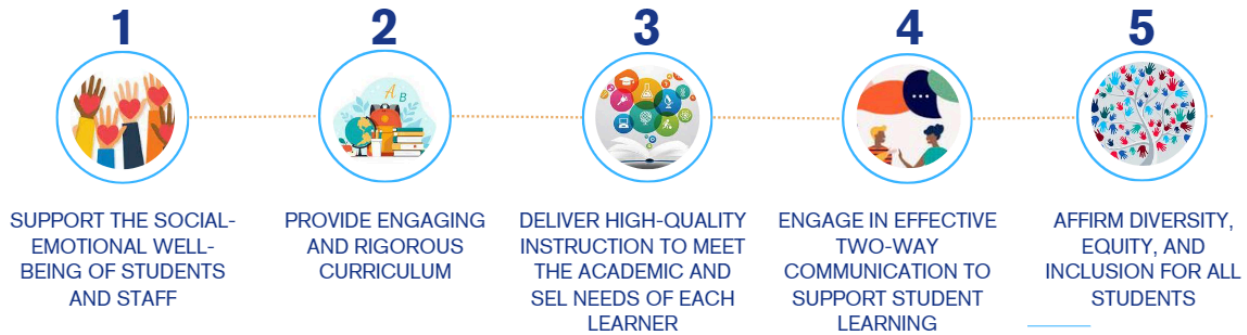 1
SUPPORT THE SOCIAL-
EMOTIONAL WELL-
BEING OF STUDENTS
AND STAFF
2
A B
PROVIDE ENGAGING
AND RIGOROUS
CURRICULUM
3
DELIVER HIGH-QUALITY
INSTRUCTION TO MEET
THE ACADEMIC AND
SEL NEEDS OF EACH
LEARNER
4
ENGAGE IN EFFECTIVE
TWO-WAY
COMMUNICATION TO
SUPPORT STUDENT
LEARNING
5
AFFIRM DIVERSITY,
EQUITY, AND
INCLUSION FOR ALL
STUDENTS